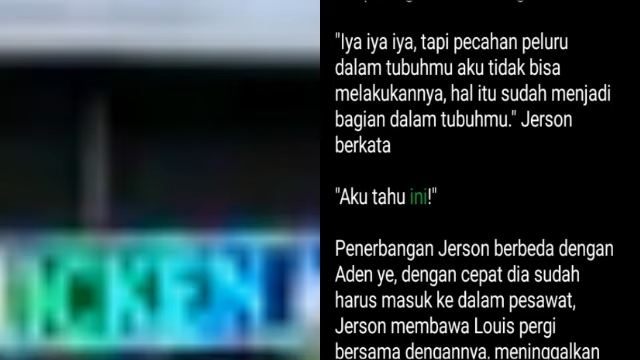 ICKEN
"Iya iya iya, tapi pecahan peluru
dalam tubuhmu aku tidak bisa
melakukannya, hal itu sudah menjadi
bagian dalam tubuhmu." Jerson
berkata
"Aku tahu ini!"
Penerbangan Jerson berbeda dengan
Aden ye, dengan cepat dia sudah
harus masuk ke dalam pesawat,
Jerson membawa Louis pergi
bersama dengannya, meninggalkan